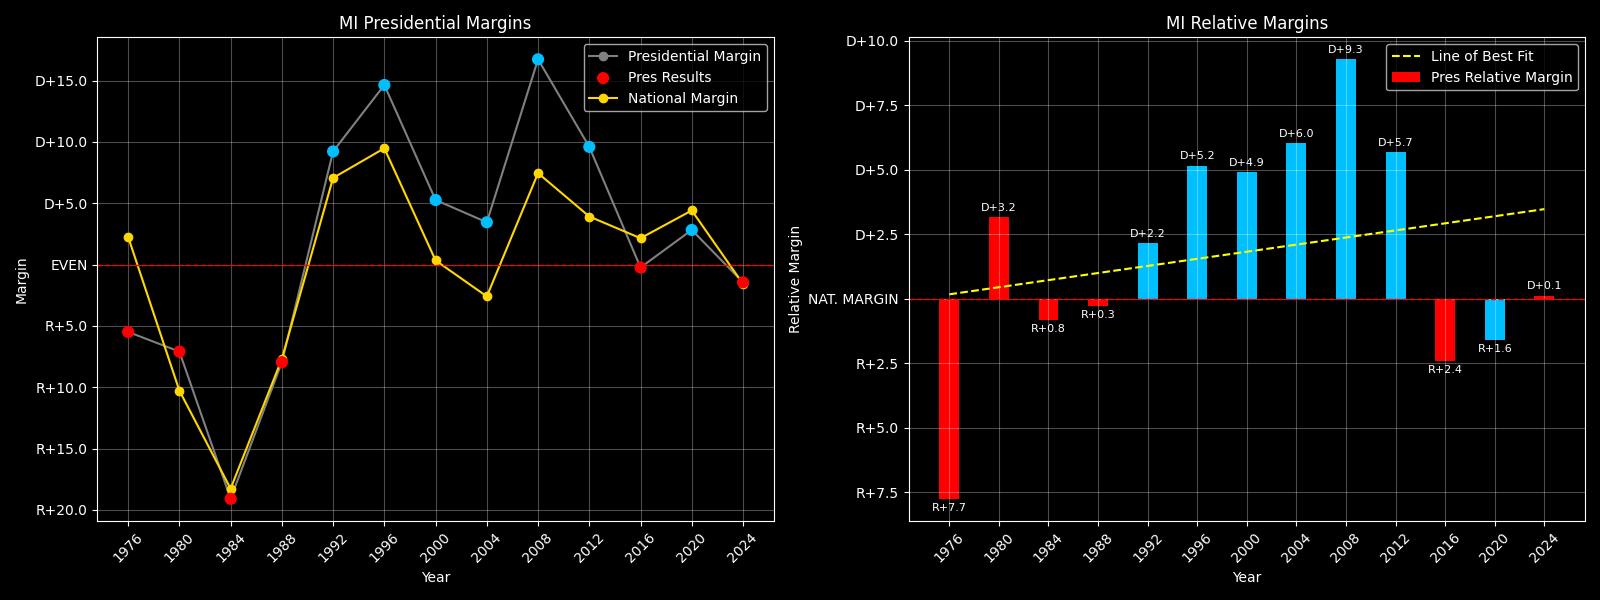 MI Presidential Margins
Presidential Margin
Pres Results
National Margin
Margin
D+15.0
D+10.0
D+5.0
EVEN
R+5.0
R+10.0
R+15.0
R+20.0
1976
1980
1984
1988
1992
1996
2000
2004
2008
2012
2016
2020
2024
Year
MI Relative Margins
Line of Best Fit
Pres Relative Margin
Relative Margin
D+10.0
D+7.5
D+5.0
D+2.5
NAT. MARGIN
R+2.5
R+5.0
R+7.5
R+7.7
D+3.2
R+0.8
R+0.3
D+2.2
D+5.2
D+4.9
D+6.0
D+9.3
D+5.7
R+2.4
R+1.6
D+0.1
1976
1980
1984
1988
1992
1996
2000
2004
2008
2012
2016
2020
2024
Year